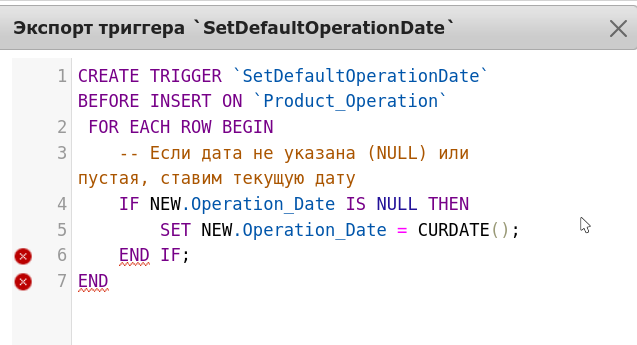 Экспорт триггера `SetDefaultOperationDate`
1 CREATE TRIGGER `SetDefaultOperationDate`
BEFORE INSERT ON `Product_Operation`
2  FOR EACH ROW BEGIN
3     -- Если дата не указана (NULL) или
пустая, ставим текущую дату
4     IF NEW.Operation_Date IS NULL THEN
5         SET NEW.Operation_Date = CURDATE();
6     END IF;
7 END